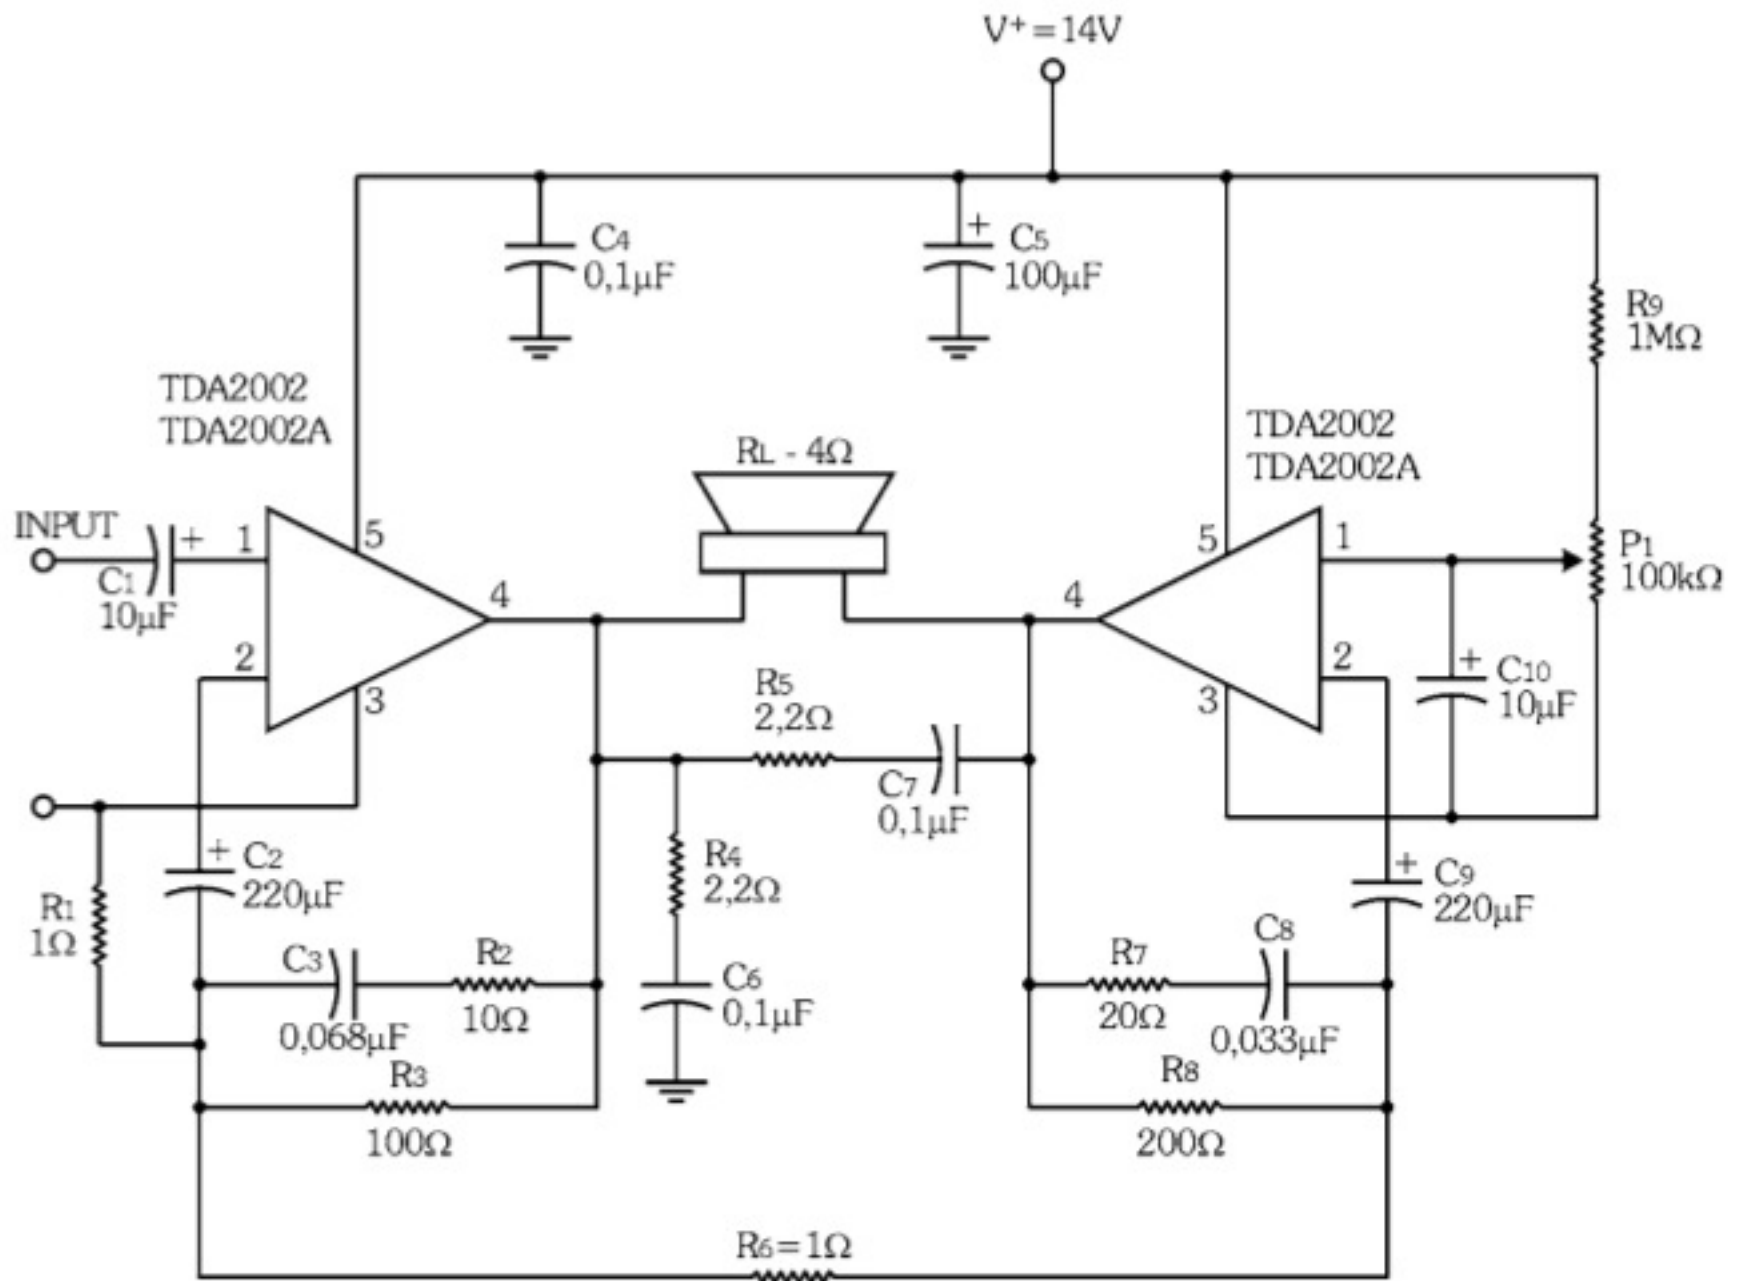 V+ = 14V
C4
0,1µF
C5
100µF
R9
1MΩ
TDA2002
TDA2002A
RL - 4Ω
TDA2002
TDA2002A
INPUT
C1
10µF
1
5
2
3
4
4
5
1
3
2
P1
100kΩ
C10
10µF
R5
2,2Ω
C7
0,1µF
R4
2,2Ω
C6
0,1µF
+
+
+
+
+
C2
220µF
R1
1Ω
C3
0,068µF
R2
10Ω
R3
100Ω
C9
220µF
C8
0,033µF
R7
20Ω
R8
200Ω
R6=1Ω